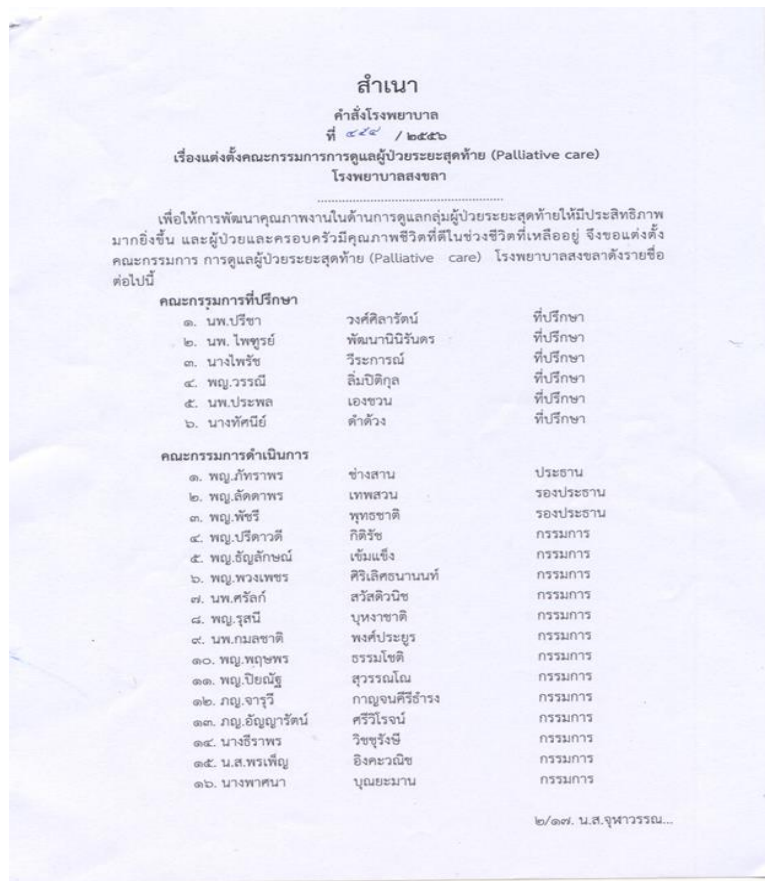 สำเนา
คำสั่งโรงพยาบาล
ที่ ๔๕๔ / ๒๕๕๖
เรื่องแต่งตั้งคณะกรรมการการดูแลผู้ป่วยระยะสุดท้าย (Palliative care)
โรงพยาบาลสงขลา
เพื่อให้การพัฒนาคุณภาพงานในด้านการดูแลกลุ่มผู้ป่วยระยะสุดท้ายให้มีประสิทธิภาพ
มากยิ่งขึ้น และผู้ป่วยและครอบครัวมีคุณภาพชีวิตที่ดีในช่วงชีวิตที่เหลืออยู่ จึงขอแต่งตั้ง
คณะกรรมการ การดูแลผู้ป่วยระยะสุดท้าย (Palliative care) โรงพยาบาลสงขลาดังรายชื่อ
ต่อไปนี้
คณะกรรมการที่ปรึกษา
๑. นพ.ปรีชา วงศ์ศิลารัตน์ ที่ปรึกษา
๒. นพ. ไพฑูรย์ พัฒนานินิรันดร ที่ปรึกษา
๓. นางไพรัช วีระการณ์ ที่ปรึกษา
๔. พญ.วรรณี ลิ่มปิติกุล ที่ปรึกษา
๕. นพ.ประพล เองชวน ที่ปรึกษา
๖. นางทัศนีย์ ดำด้วง ที่ปรึกษา
คณะกรรมการดำเนินการ
๑. พญ.ภัทราพร ช่างสาน ประธาน
๒. พญ.ลัดดาพร เทพสวน รองประธาน
๓. พญ.พัชรี พุทธชาติ รองประธาน
๔. พญ.ปรีดาวดี กิติรัช กรรมการ
๕. พญ.ธัญลักษณ์ เข้มแข็ง กรรมการ
๖. พญ.พวงเพชร ศิริเลิศธนานนท์ กรรมการ
๗. นพ.ศรัลก์ สวัสดิวนิช กรรมการ
๘. พญ.รุสนี บุหงาชาติ กรรมการ
๙. นพ.กมลชาติ พงศ์ประยูร กรรมการ
๑๐. พญ.พฤษพร ธรรมโชติ กรรมการ
๑๑. พญ.ปิยณัฐ สุวรรณโณ กรรมการ
๑๒. ภญ.จารุวี กาญจนคีรีธำรง กรรมการ
๑๓. ภญ.อัญญารัตน์ ศรีวิโรจน์ กรรมการ
๑๔. นางธีราพร วิชชุรังษี กรรมการ
๑๕. น.ส.พรเพ็ญ อิงคะวณิช กรรมการ
๑๖. นางพาศนา บุณยะมาน กรรมการ
๒/๑๗. น.ส.จุฬาวรรณ...